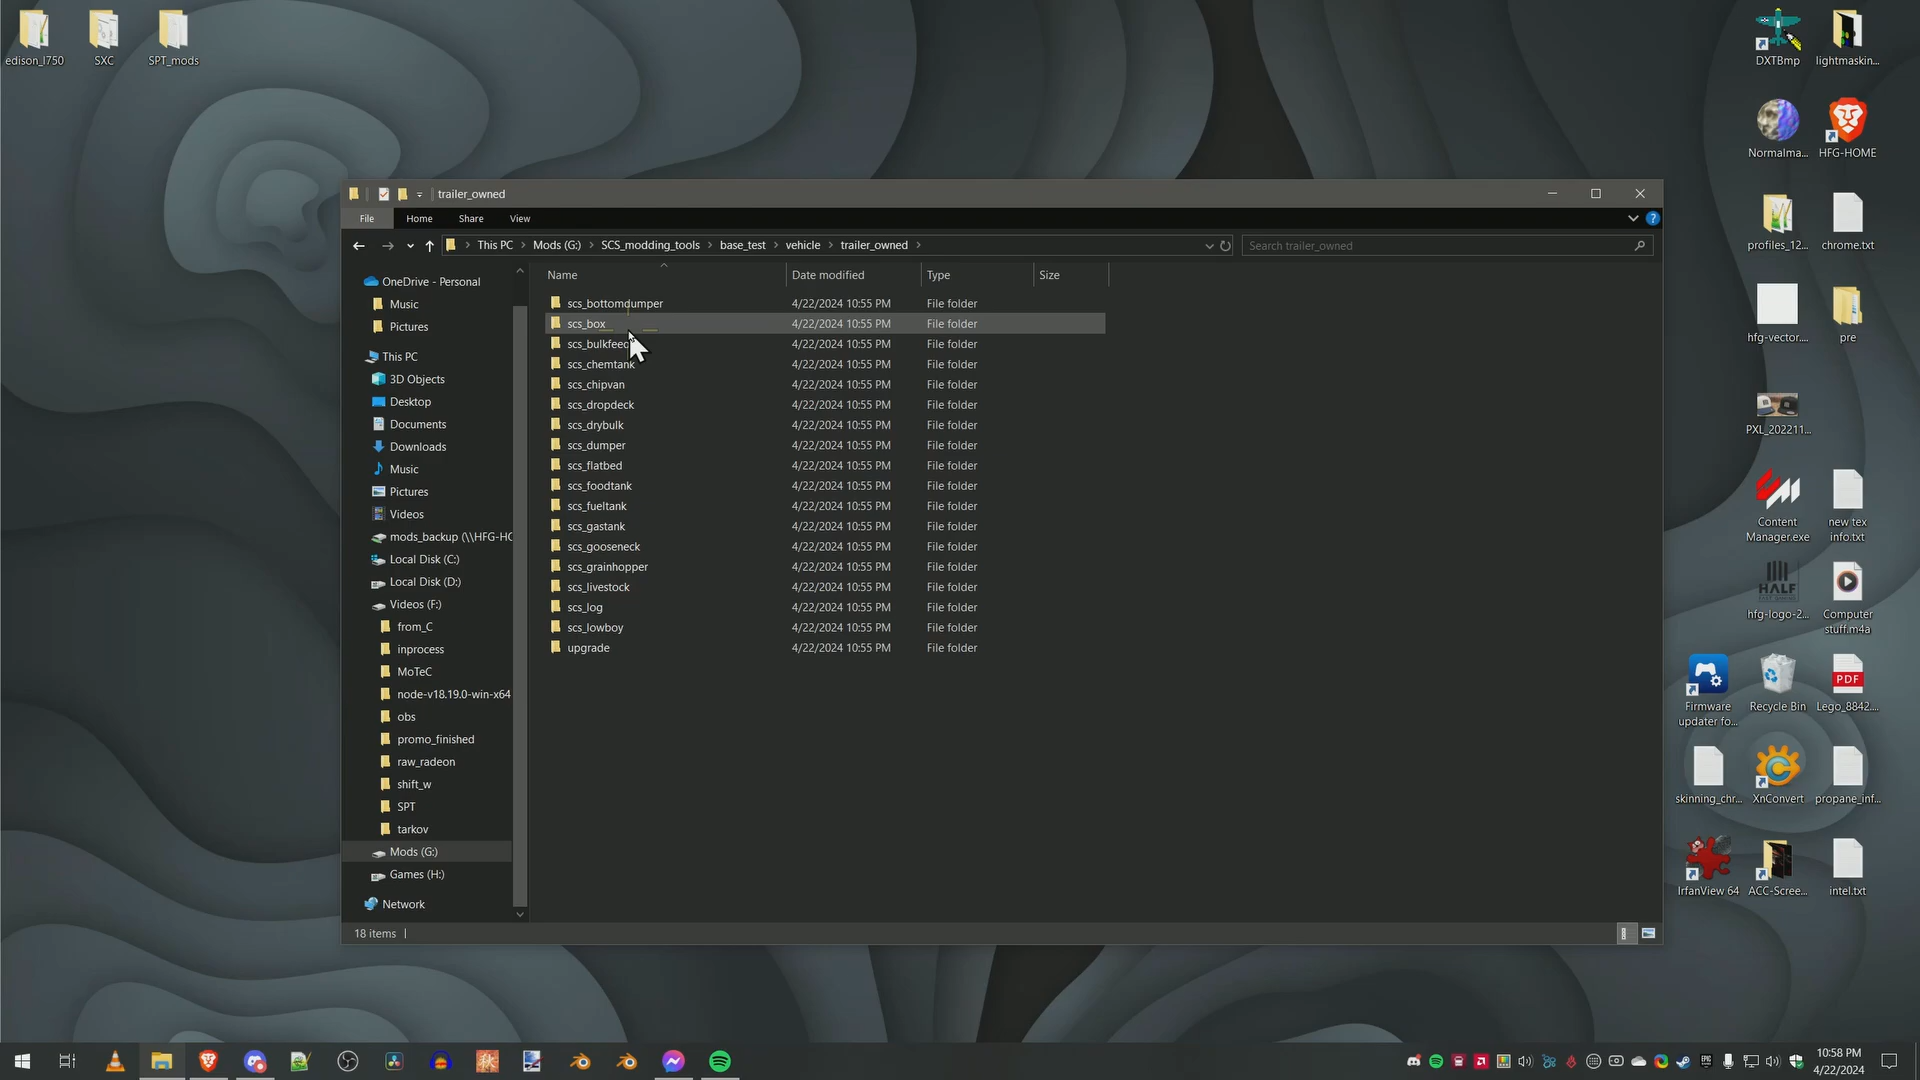 edison_l750
SXC
SPT_mods
DXTBmp
lightmaskin...
Normalma...
HFG-HOME
profiles_12...
chrome.txt
hfg-vector....
pre
PXL_202211...
Content
Manager.exe
new tex
info.txt
HALF
hfg-logo-2...
Computer
stuff.m4a
Firmware
updater fo...
Recycle Bin
PDF
Lego_8842....
skinning_chr...
XnConvert
propane_inf...
IrfanView 64
ACC-Scree...
intel.txt
trailer_owned
File
Home
Share
View
This PC
Mods (G:)
SCS_modding_tools
base_test
vehicle
trailer_owned
Search trailer_owned
Name
Date modified
Type
Size
OneDrive - Personal
Music
Pictures
This PC
3D Objects
Desktop
Documents
Downloads
Music
Pictures
Videos
mods_backup (\\HFG-HO
Local Disk (C:)
Local Disk (D:)
Videos (F:)
from_C
inprocess
MoTeC
node-v18.19.0-win-x64
obs
promo_finished
raw_radeon
shift_w
SPT
tarkov
Mods (G:)
Games (H:)
Network
scs_bottomdumper 4/22/2024 10:55 PM File folder
scs_box 4/22/2024 10:55 PM File folder
scs_bulkfeed 4/22/2024 10:55 PM File folder
scs_chemtank 4/22/2024 10:55 PM File folder
scs_chipvan 4/22/2024 10:55 PM File folder
scs_dropdeck 4/22/2024 10:55 PM File folder
scs_drybulk 4/22/2024 10:55 PM File folder
scs_dumper 4/22/2024 10:55 PM File folder
scs_flatbed 4/22/2024 10:55 PM File folder
scs_foodtank 4/22/2024 10:55 PM File folder
scs_fueltank 4/22/2024 10:55 PM File folder
scs_gastank 4/22/2024 10:55 PM File folder
scs_gooseneck 4/22/2024 10:55 PM File folder
scs_grainhopper 4/22/2024 10:55 PM File folder
scs_livestock 4/22/2024 10:55 PM File folder
scs_log 4/22/2024 10:55 PM File folder
scs_lowboy 4/22/2024 10:55 PM File folder
upgrade 4/22/2024 10:55 PM File folder
18 items
10:58 PM
4/22/2024